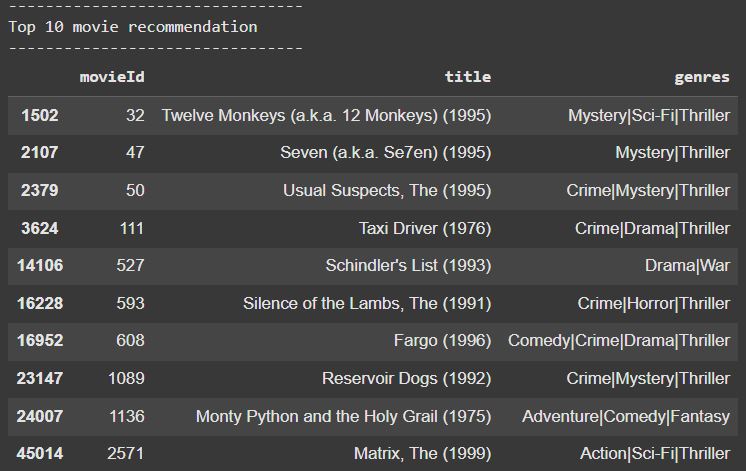 --------------------------------
Top 10 movie recommendation
--------------------------------
movieId title genres
1502 32 Twelve Monkeys (a.k.a. 12 Monkeys) (1995) Mystery|Sci-Fi|Thriller
2107 47 Seven (a.k.a. Se7en) (1995) Mystery|Thriller
2379 50 Usual Suspects, The (1995) Crime|Mystery|Thriller
3624 111 Taxi Driver (1976) Crime|Drama|Thriller
14106 527 Schindler's List (1993) Drama|War
16228 593 Silence of the Lambs, The (1991) Crime|Horror|Thriller
16952 608 Fargo (1996) Comedy|Crime|Drama|Thriller
23147 1089 Reservoir Dogs (1992) Crime|Mystery|Thriller
24007 1136 Monty Python and the Holy Grail (1975) Adventure|Comedy|Fantasy
45014 2571 Matrix, The (1999) Action|Sci-Fi|Thriller